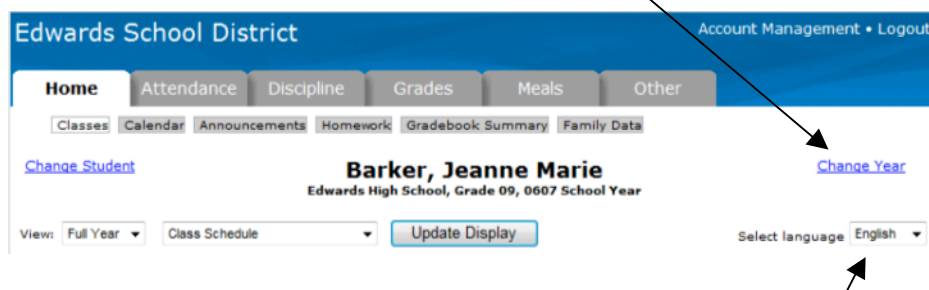 Edwards School District
Account Management • Logout
Home Attendance Discipline Grades Meals Other
Classes Calendar Announcements Homework Gradebook Summary Family Data
Change Student Barker, Jeanne Marie Change Year
Edwards High School, Grade 09, 0607 School Year
View: Full Year Class Schedule Update Display Select language English